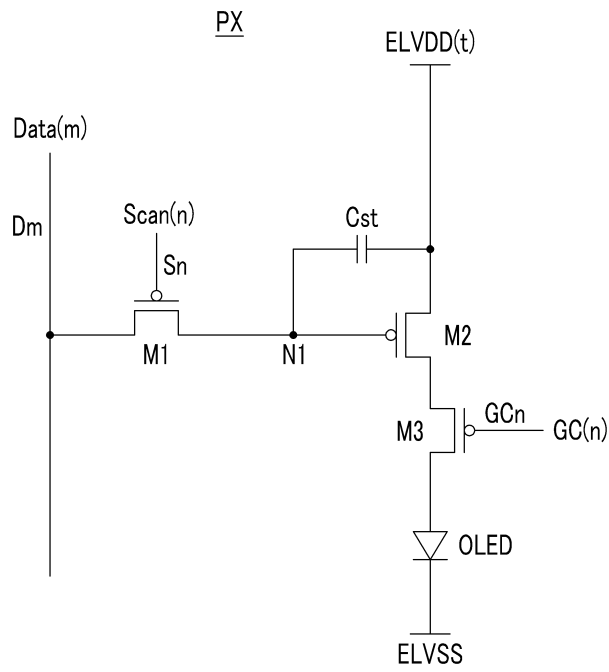 PX
ELVDD(t)
Data(m)
Dm
Scan(n)
Sn
Cst
M1
N1
M2
M3
GCn
GC(n)
OLED
ELVSS